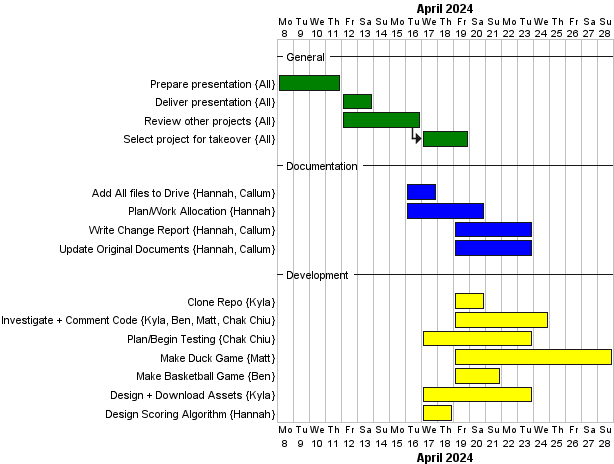 April 2024
Mo Tu We Th Fr Sa Su Mo Tu We Th Fr Sa Su Mo Tu We Th Fr Sa Su
8 9 10 11 12 13 14 15 16 17 18 19 20 21 22 23 24 25 26 27 28
General
Prepare presentation {All}
Deliver presentation {All}
Review other projects {All}
Select project for takeover {All}
Documentation
Add All files to Drive {Hannah, Callum}
Plan/Work Allocation {Hannah}
Write Change Report {Hannah, Callum}
Update Original Documents {Hannah, Callum}
Development
Clone Repo {Kyla}
Investigate + Comment Code {Kyla, Ben, Matt, Chak Chiu}
Plan/Begin Testing {Chak Chiu}
Make Duck Game {Matt}
Make Basketball Game {Ben}
Design + Download Assets {Kyla}
Design Scoring Algorithm {Hannah}
Mo Tu We Th Fr Sa Su Mo Tu We Th Fr Sa Su Mo Tu We Th Fr Sa Su
8 9 10 11 12 13 14 15 16 17 18 19 20 21 22 23 24 25 26 27 28
April 2024